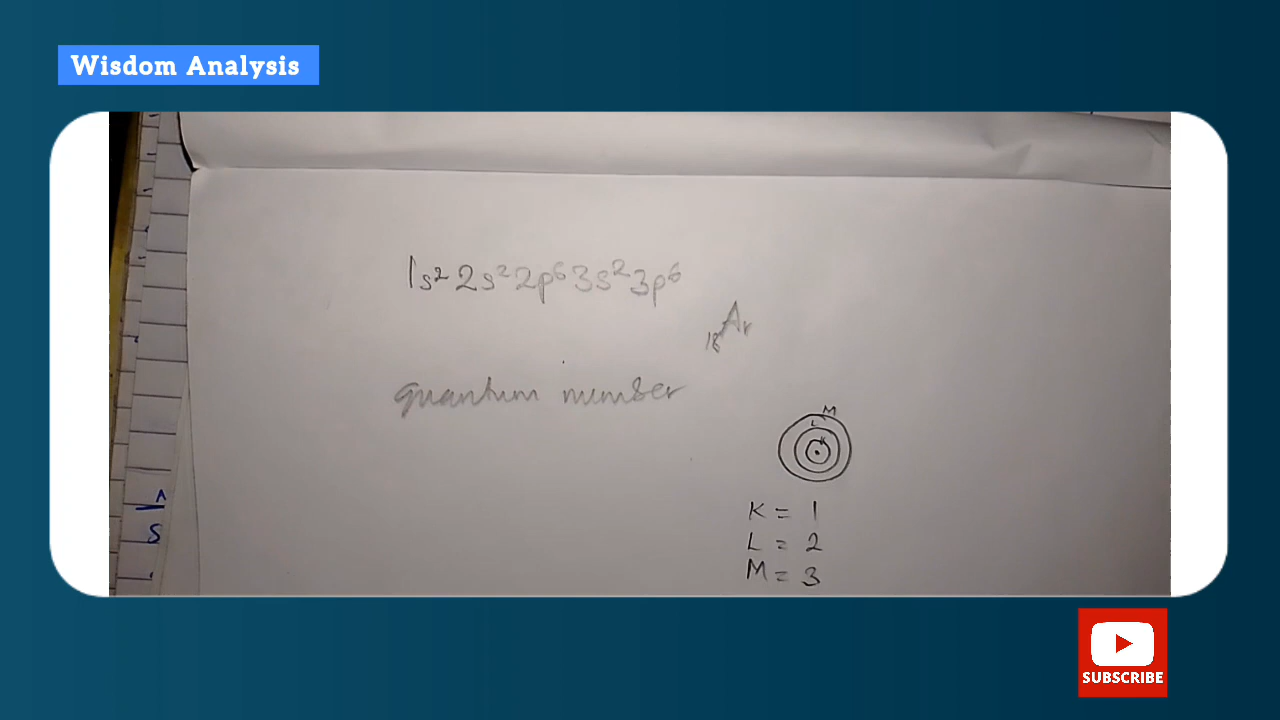 Wisdom Analysis
1s² 2s² 2p⁶ 3s² 3p⁶
₁₈Ar
quantum number
M
L
K
K = 1
L = 2
M = 3
SUBSCRIBE